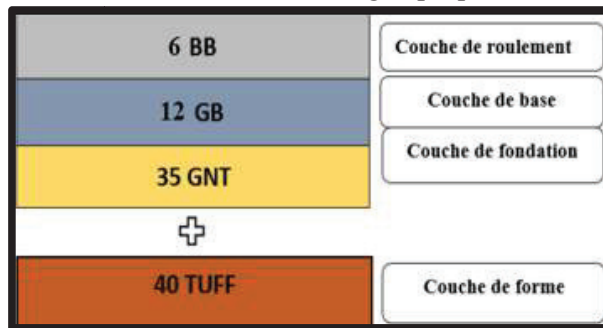 6 BB
Couche de roulement
12 GB
Couche de base
35 GNT
Couche de fondation
40 TUFF
Couche de forme